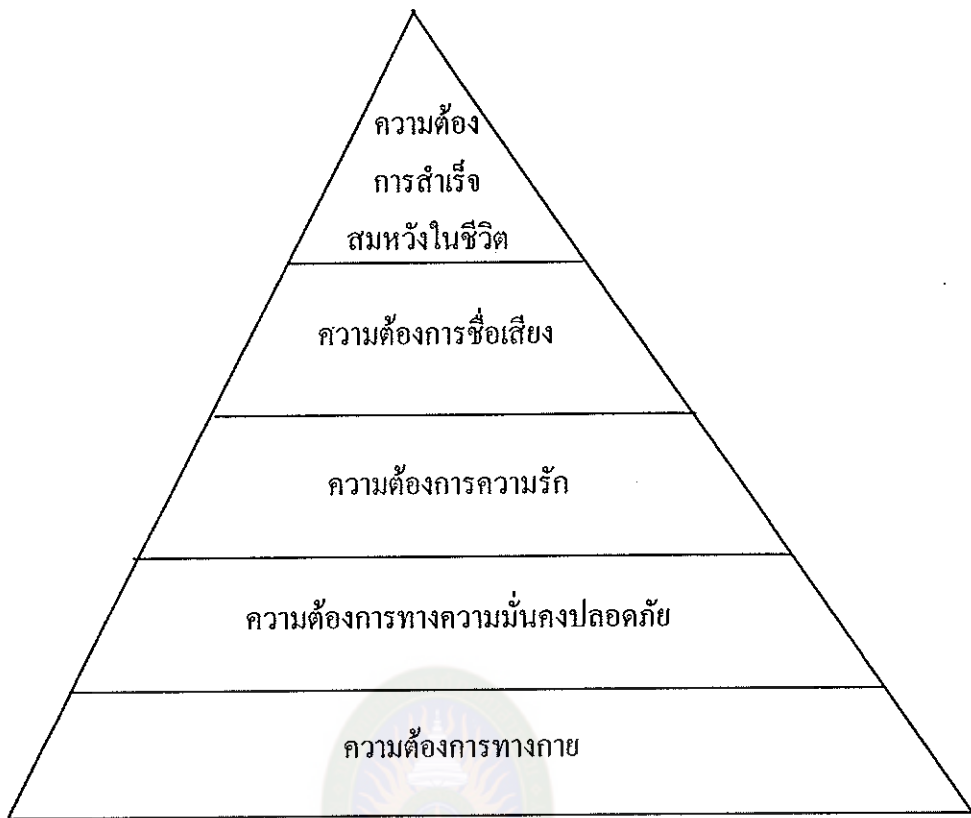 ความต้อง
การสำเร็จ
สมหวังในชีวิต
ความต้องการชื่อเสียง
ความต้องการความรัก
ความต้องการทางความมั่นคงปลอดภัย
ความต้องการทางกาย